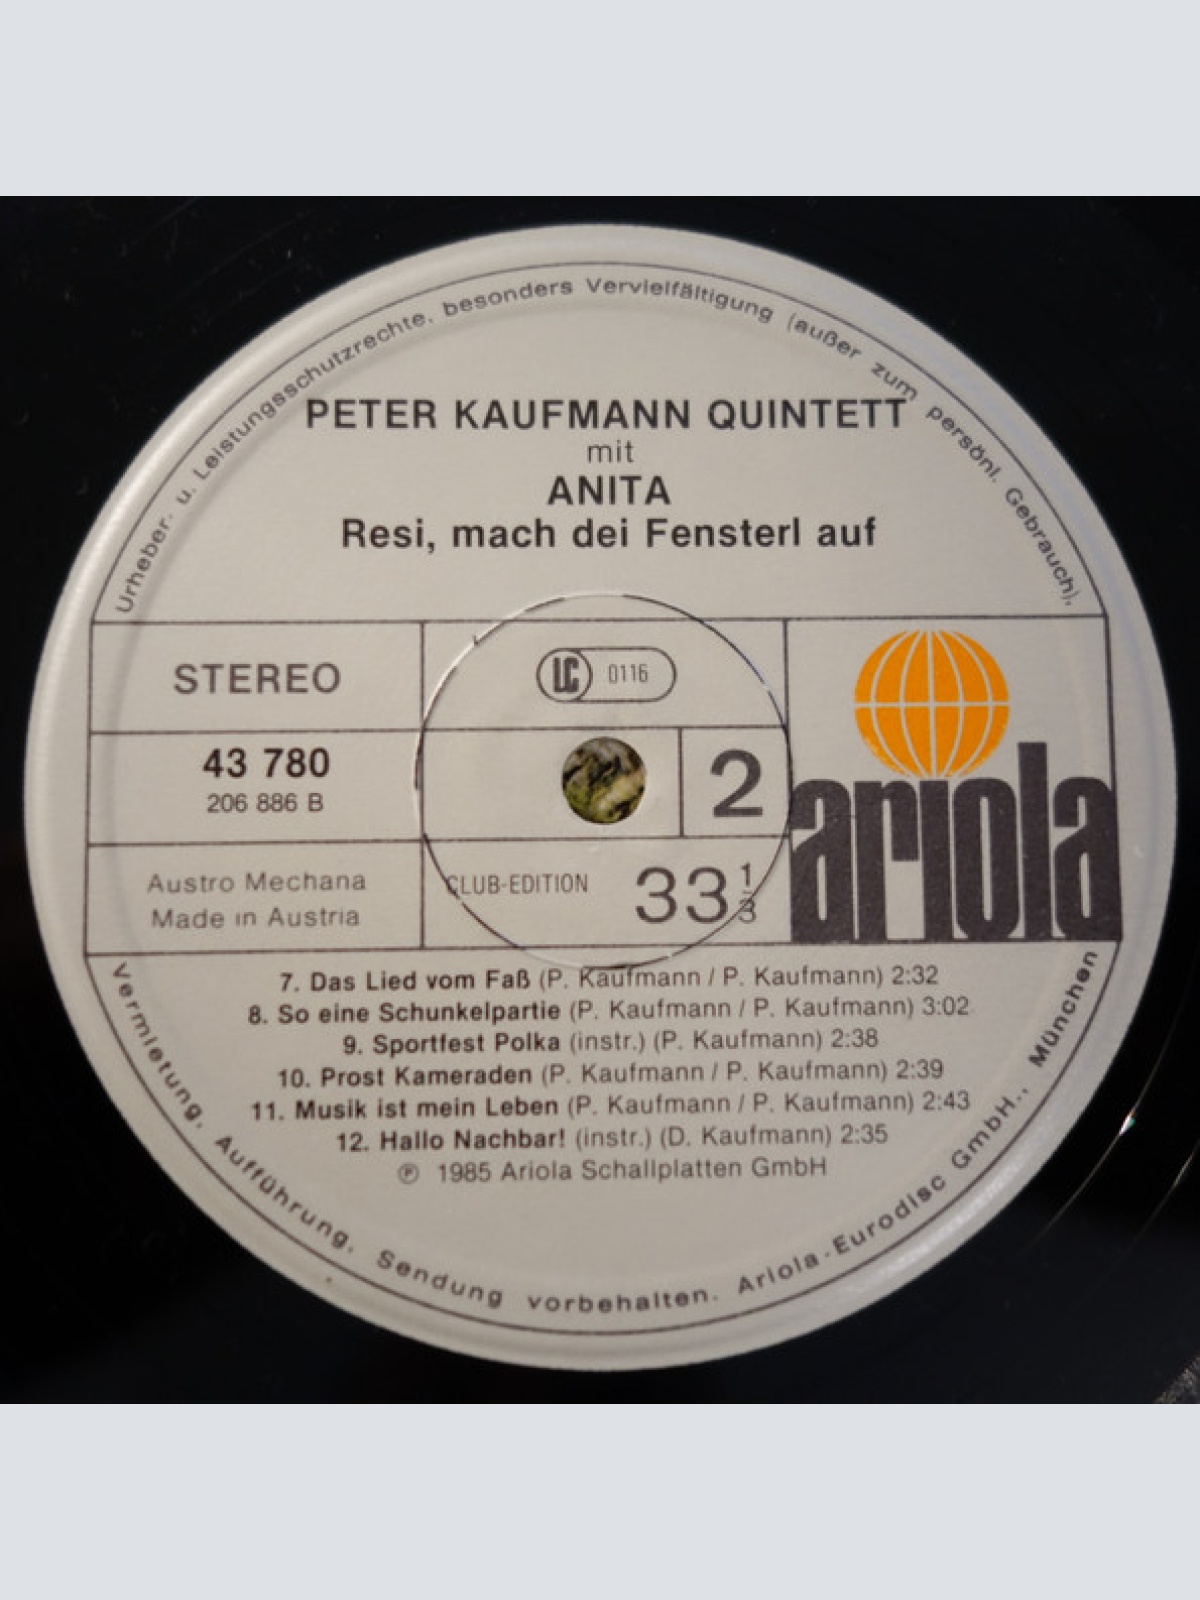 Urheber- u. Leistungsschutzrechte, besonders Vervielfältigung (außer zum persönl. Gebrauch),
PETER KAUFMANN QUINTETT
mit
ANITA
Resi, mach dei Fensterl auf
STEREO
LC 0116
43 780
206 886 B
2
ariola
Austro Mechana
Made in Austria
CLUB-EDITION
33 1/3
7. Das Lied vom Faß (P. Kaufmann / P. Kaufmann) 2:32
8. So eine Schunkelpartie (P. Kaufmann / P. Kaufmann) 3:02
9. Sportfest Polka (instr.) (P. Kaufmann) 2:38
10. Prost Kameraden (P. Kaufmann / P. Kaufmann) 2:39
11. Musik ist mein Leben (P. Kaufmann / P. Kaufmann) 2:43
12. Hallo Nachbar! (instr.) (D. Kaufmann) 2:35
℗ 1985 Ariola Schallplatten GmbH
Vermietung, Aufführung, Sendung vorbehalten. Ariola-Eurodisc GmbH., München